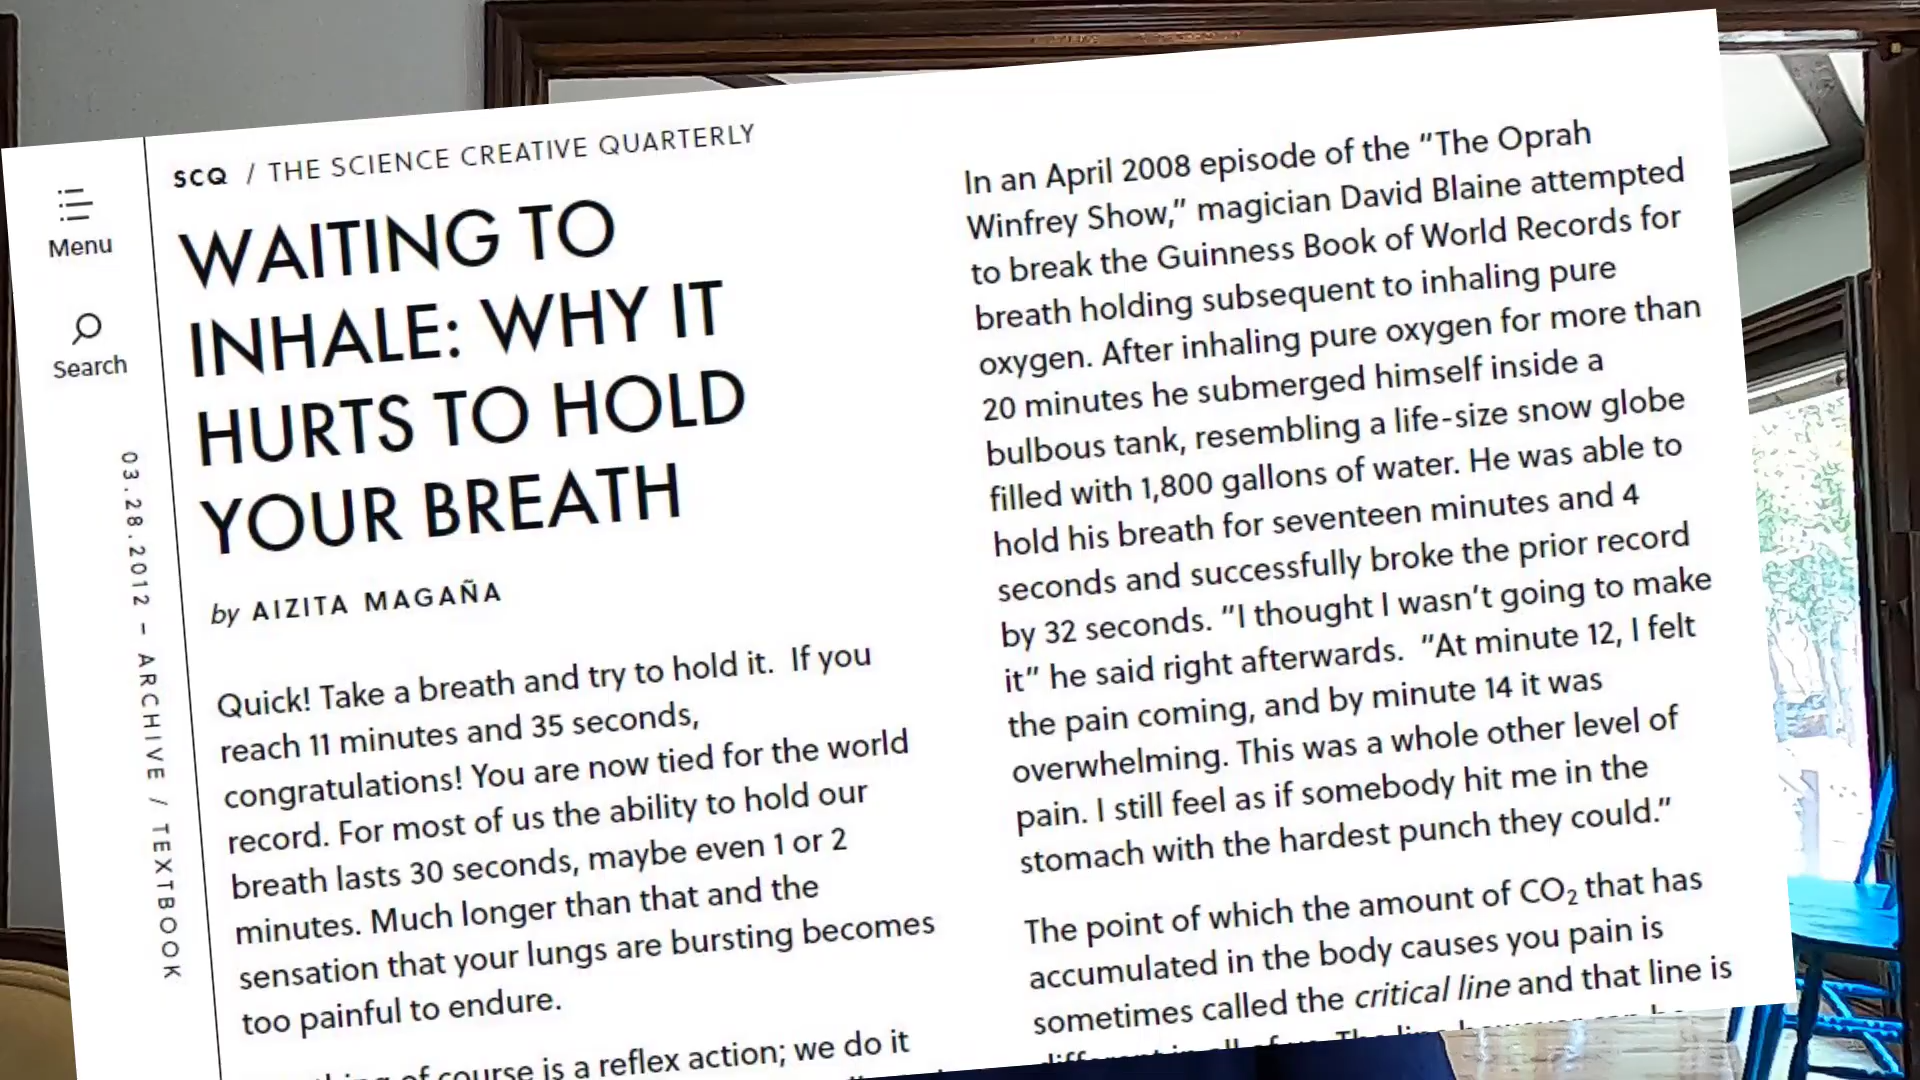 SCQ / THE SCIENCE CREATIVE QUARTERLY
Menu
Search
03.28.2012 – ARCHIVE / TEXTBOOK
WAITING TO
INHALE: WHY IT
HURTS TO HOLD
YOUR BREATH
by AIZITA MAGAÑA
Quick! Take a breath and try to hold it.  If you
reach 11 minutes and 35 seconds,
congratulations! You are now tied for the world
record. For most of us the ability to hold our
breath lasts 30 seconds, maybe even 1 or 2
minutes. Much longer than that and the
sensation that your lungs are bursting becomes
too painful to endure.
of course is a reflex action; we do it
In an April 2008 episode of the “The Oprah
Winfrey Show,” magician David Blaine attempted
to break the Guinness Book of World Records for
breath holding subsequent to inhaling pure
oxygen. After inhaling pure oxygen for more than
20 minutes he submerged himself inside a
bulbous tank, resembling a life-size snow globe
filled with 1,800 gallons of water. He was able to
hold his breath for seventeen minutes and 4
seconds and successfully broke the prior record
by 32 seconds. “I thought I wasn’t going to make
it” he said right afterwards.  “At minute 12, I felt
the pain coming, and by minute 14 it was
overwhelming. This was a whole other level of
pain. I still feel as if somebody hit me in the
stomach with the hardest punch they could.”
The point of which the amount of CO₂ that has
accumulated in the body causes you pain is
sometimes called the critical line and that line is